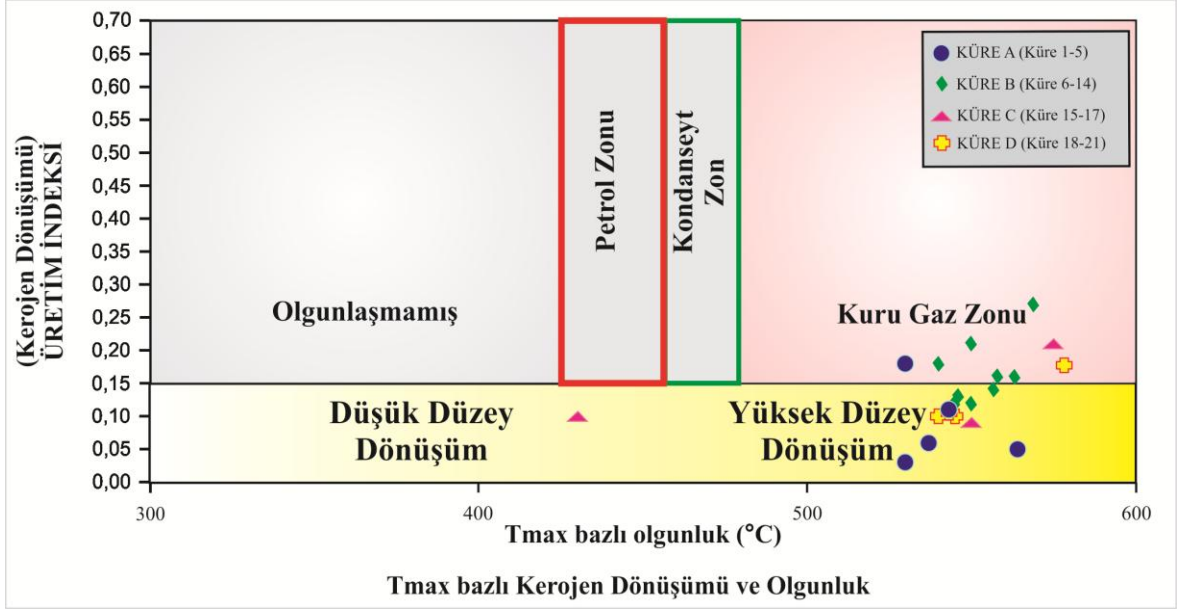 (Kerojen Dönüşümü)
ÜRETİM İNDEKSİ
0,70
0,65
0,60
0,55
0,50
0,45
0,40
0,35
0,30
0,25
0,20
0,15
0,10
0,05
0,00
Olgunlaşmamış
Petrol Zonu
Kondanseyt
Zon
Kuru Gaz Zonu
KÜRE A (Küre 1-5)
KÜRE B (Küre 6-14)
KÜRE C (Küre 15-17)
KÜRE D (Küre 18-21)
Düşük Düzey
Dönüşüm
Yüksek Düzey
Dönüşüm
300
400
500
600
Tmax bazlı olgunluk (°C)
Tmax bazlı Kerojen Dönüşümü ve Olgunluk